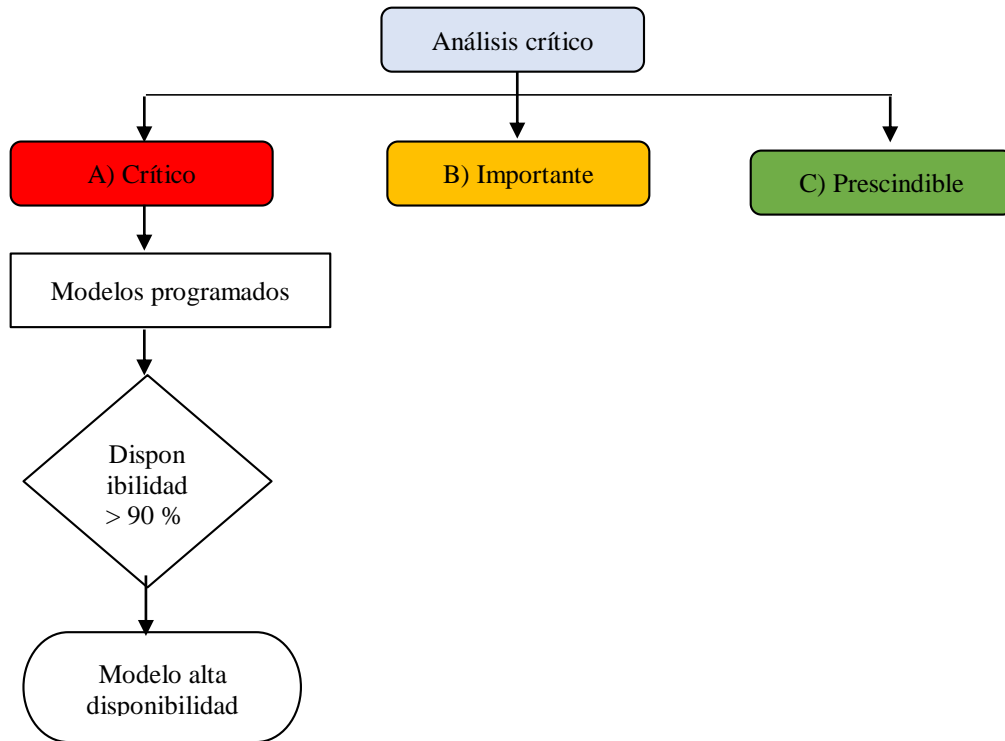 Análisis crítico
A) Crítico
B) Importante
C) Prescindible
Modelos programados
Dispon
ibilidad
> 90 %
Modelo alta
disponibilidad